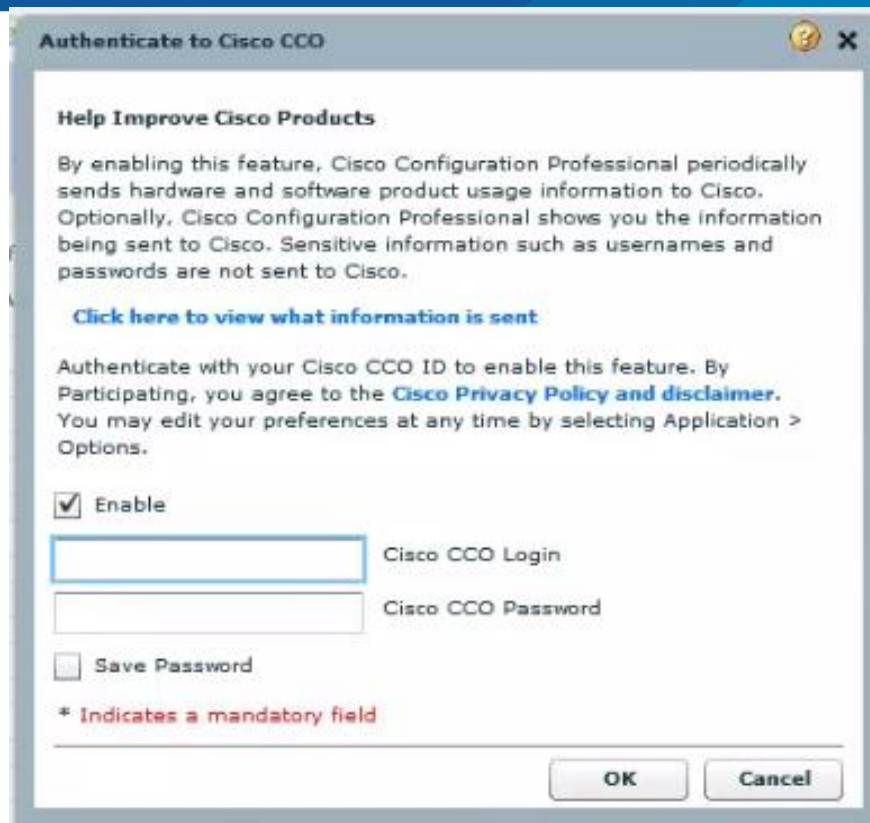 Authenticate to Cisco CCO
Help Improve Cisco Products
By enabling this feature, Cisco Configuration Professional periodically
sends hardware and software product usage information to Cisco.
Optionally, Cisco Configuration Professional shows you the information
being sent to Cisco. Sensitive information such as usernames and
passwords are not sent to Cisco.
Click here to view what information is sent
Authenticate with your Cisco CCO ID to enable this feature. By
Participating, you agree to the Cisco Privacy Policy and disclaimer.
You may edit your preferences at any time by selecting Application >
Options.
Enable
Cisco CCO Login
Cisco CCO Password
Save Password
* Indicates a mandatory field
OK Cancel